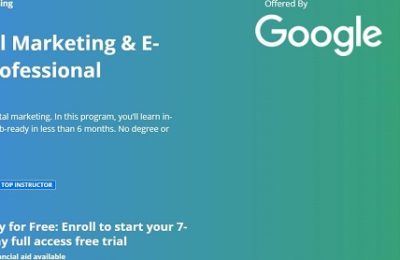 ing
Offered By
Google
l Marketing & E-
ofessional
tal marketing. In this program, you'll learn in-
b-ready in less than 6 months. No degree or
TOP INSTRUCTOR
y for Free: Enroll to start your 7-
y full access free trial
ncial aid available